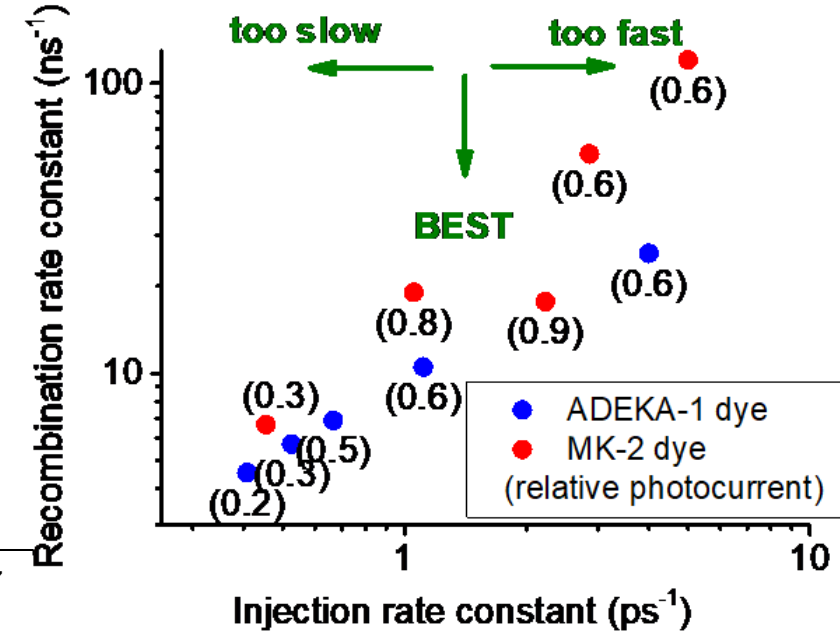 too slow
too fast
100
(0.6)
(0.6)
BEST
(0.6)
(0.8)
(0.9)
10
(0.3)
(0.6)
(0.5)
(0.3)
(0.2)
ADEKA-1 dye
MK-2 dye
(relative photocurrent)
1
10
Injection rate constant (ps⁻¹)
Recombination rate constant (ns⁻¹)